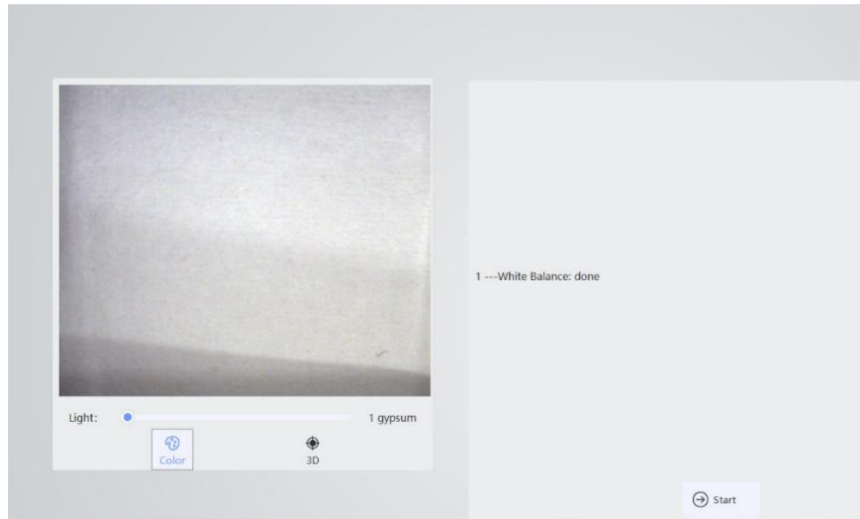 Light:
1 gypsum
Color
3D
1 ---White Balance: done
Start